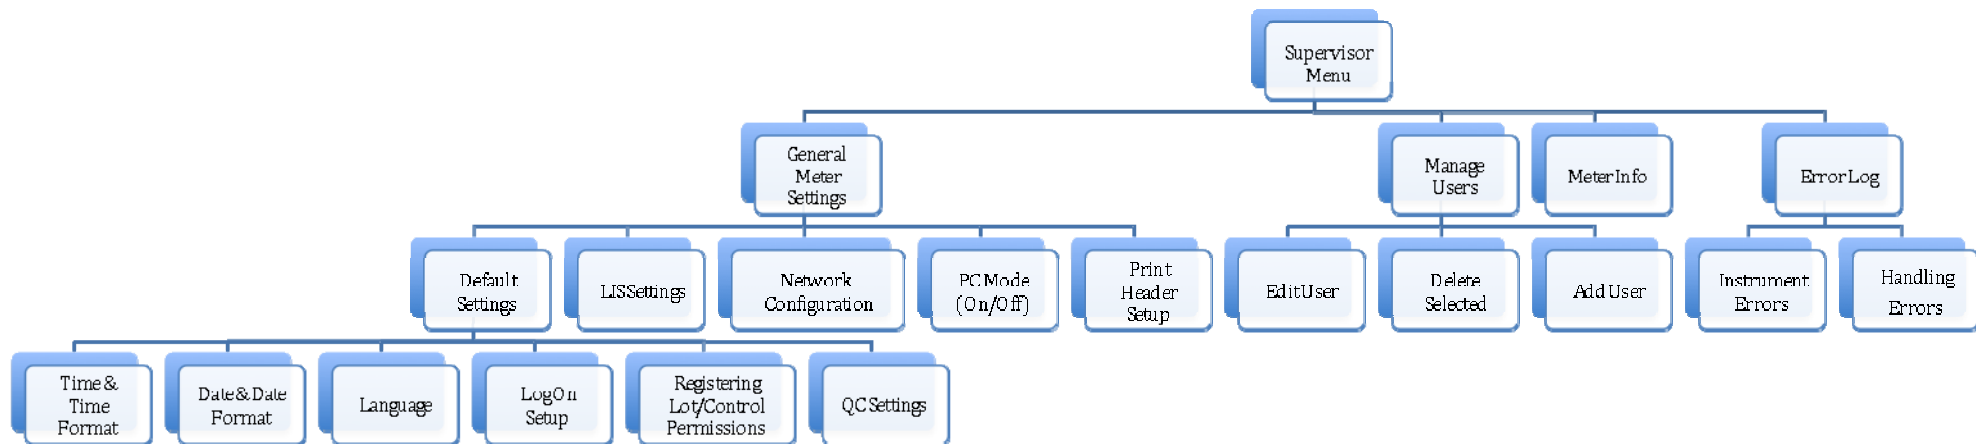 Supervisor
Menu
General
Meter
Settings
Manage
Users
Meter Info
Error Log
Default
Settings
LIS Settings
Network
Configuration
PC Mode
(On/Off)
Print
Header
Setup
Edit User
Delete
Selected
Add User
Instrument
Errors
Handling
Errors
Time &
Time
Format
Date & Date
Format
Language
Log On
Setup
Registering
Lot/Control
Permissions
QC Settings